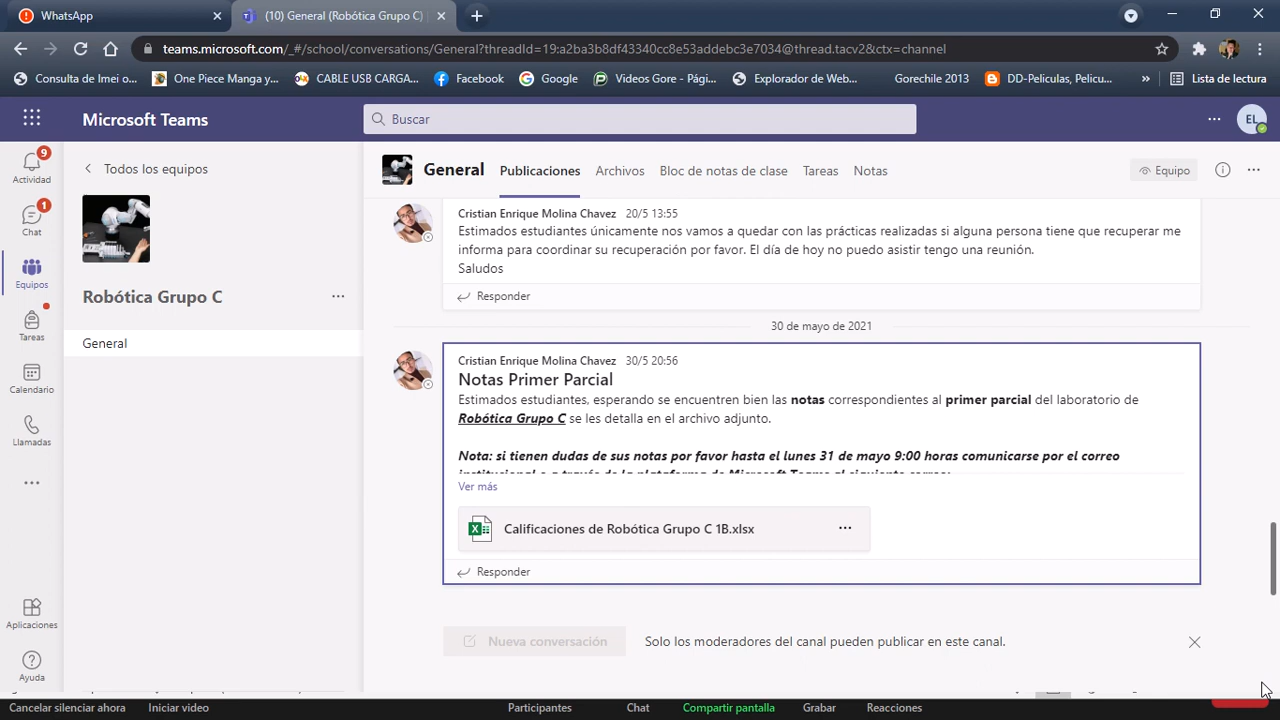 WhatsApp
(10) General (Robótica Grupo C)
teams.microsoft.com/_#/school/conversations/General?threadId=19:a2ba3b8df43340cc8e53addebc3e7034@thread.tacv2&ctx=channel
Consulta de Imei o...
One Piece Manga y...
CABLE USB CARGA...
Facebook
Google
Videos Gore - Pági...
Explorador de Web...
Gorechile 2013
DD-Peliculas, Pelicu...
»
Lista de lectura
Microsoft Teams
Buscar
EL
Actividad
9
Chat
1
Equipos
Tareas
Calendario
Llamadas
Aplicaciones
Ayuda
Todos los equipos
Robótica Grupo C
General
General
Publicaciones
Archivos
Bloc de notas de clase
Tareas
Notas
Equipo
Cristian Enrique Molina Chavez 20/5 13:55
Estimados estudiantes únicamente nos vamos a quedar con las prácticas realizadas si alguna persona tiene que recuperar me
informa para coordinar su recuperación por favor. El día de hoy no puedo asistir tengo una reunión.
Saludos
Responder
30 de mayo de 2021
Cristian Enrique Molina Chavez 30/5 20:56
Notas Primer Parcial
Estimados estudiantes, esperando se encuentren bien las notas correspondientes al primer parcial del laboratorio de
Robótica Grupo C se les detalla en el archivo adjunto.
Nota: si tienen dudas de sus notas por favor hasta el lunes 31 de mayo 9:00 horas comunicarse por el correo
institucional o a través de la plataforma de Microsoft Teams al siguiente correo:
Ver más
Calificaciones de Robótica Grupo C 1B.xlsx
Responder
Nueva conversación
Solo los moderadores del canal pueden publicar en este canal.
Cancelar silenciar ahora
Iniciar video
Participantes
Chat
Compartir pantalla
Grabar
Reacciones